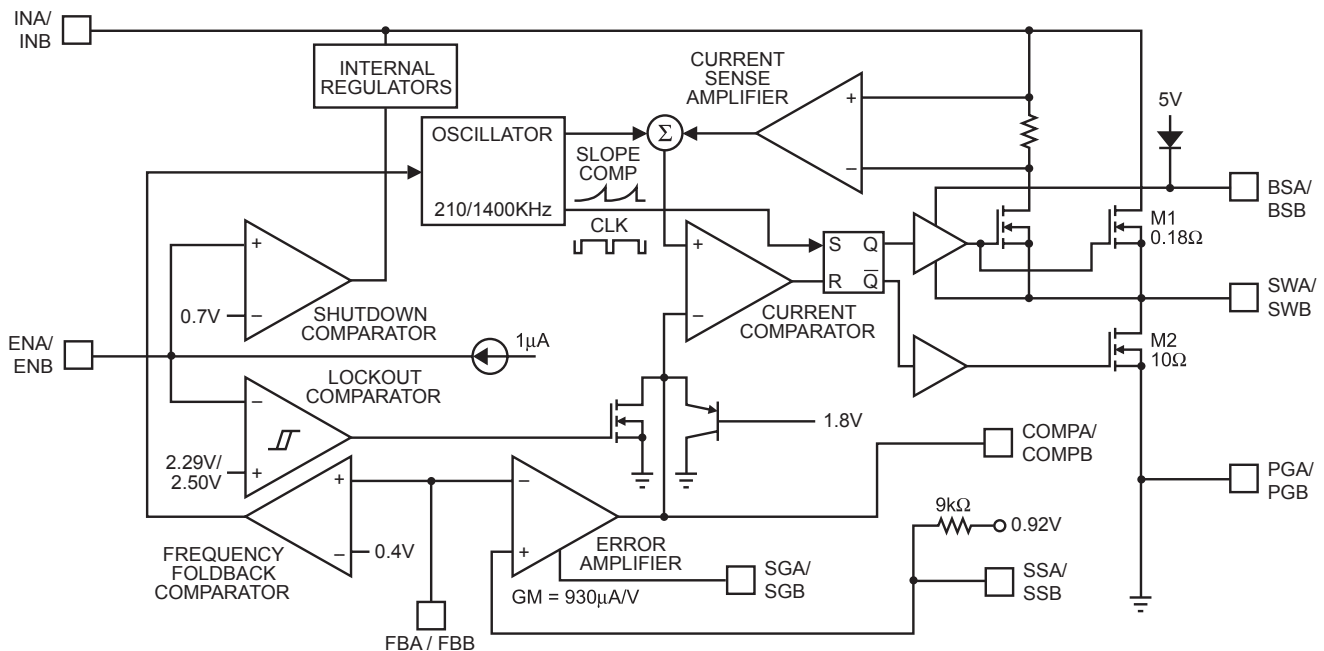 INA/
INB
INTERNAL
REGULATORS
CURRENT
SENSE
AMPLIFIER
+
–
5V
OSCILLATOR
210/1400KHz
Σ
SLOPE
COMP
CLK
BSA/
BSB
M1
0.18Ω
+
–
0.7V
SHUTDOWN
COMPARATOR
+
–
CURRENT
COMPARATOR
S Q
R Q̅
SWA/
SWB
ENA/
ENB
1µA
M2
10Ω
LOCKOUT
COMPARATOR
–
+
2.29V/
2.50V
1.8V
COMPA/
COMPB
PGA/
PGB
+
–
0.4V
FREQUENCY
FOLDBACK
COMPARATOR
–
+
ERROR
AMPLIFIER
GM = 930µA/V
SGA/
SGB
9kΩ
0.92V
SSA/
SSB
FBA / FBB